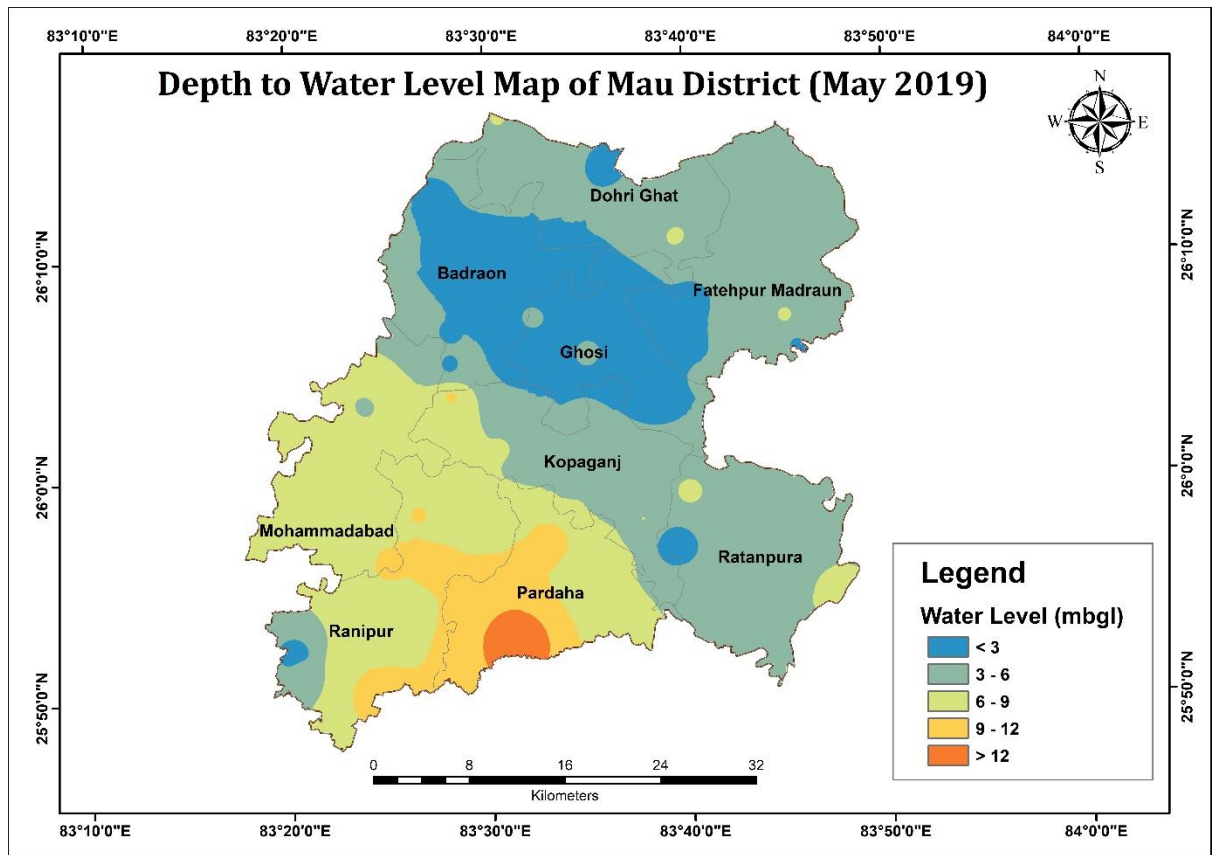 83°10'0"E 83°20'0"E 83°30'0"E 83°40'0"E 83°50'0"E 84°0'0"E
Depth to Water Level Map of Mau District (May 2019)
N
W E
S
Dohri Ghat
26°10'0"N 26°10'0"N
Badraon
Fatehpur Madraun
Ghosi
Kopaganj
26°0'0"N 26°0'0"N
Mohammadabad
Ratanpura
Pardaha
Ranipur
25°50'0"N 25°50'0"N
Legend
Water Level (mbgl)
< 3
3 - 6
6 - 9
9 - 12
> 12
0 8 16 24 32
Kilometers
83°10'0"E 83°20'0"E 83°30'0"E 83°40'0"E 83°50'0"E 84°0'0"E